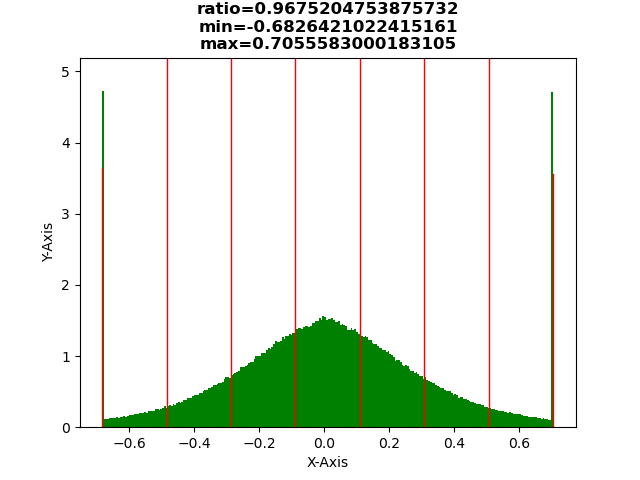 ratio=0.9675204753875732
min=-0.6826421022415161
max=0.7055583000183105
5
4
3
2
1
0
Y-Axis
−0.6 −0.4 −0.2 0.0 0.2 0.4 0.6
X-Axis